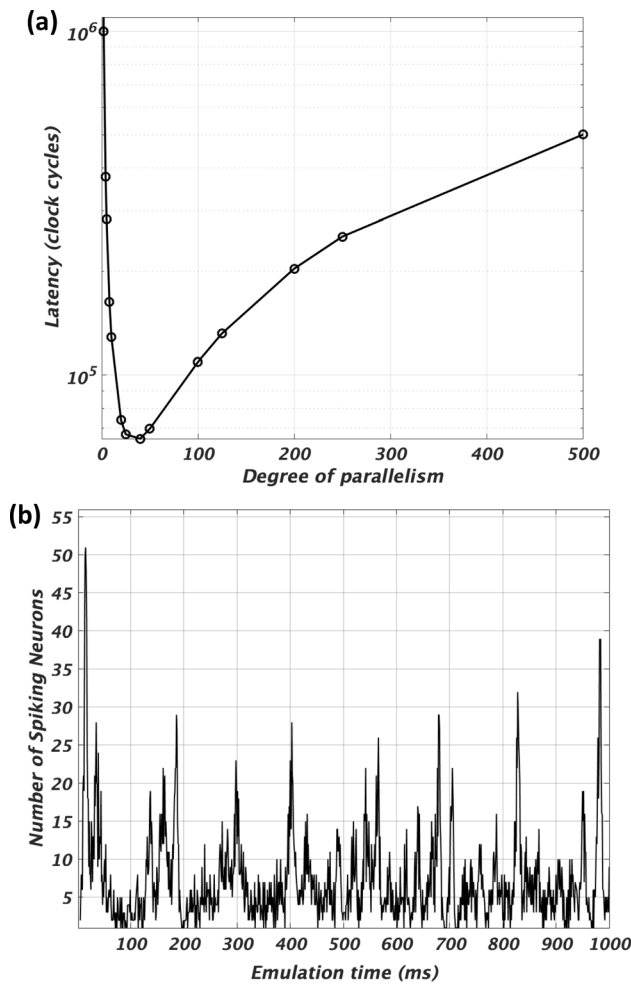 (a)
10^6
10^5
Latency (clock cycles)
0 100 200 300 400 500
Degree of parallelism
(b)
55
50
45
40
35
30
25
20
15
10
5
Number of Spiking Neurons
100 200 300 400 500 600 700 800 900 1000
Emulation time (ms)